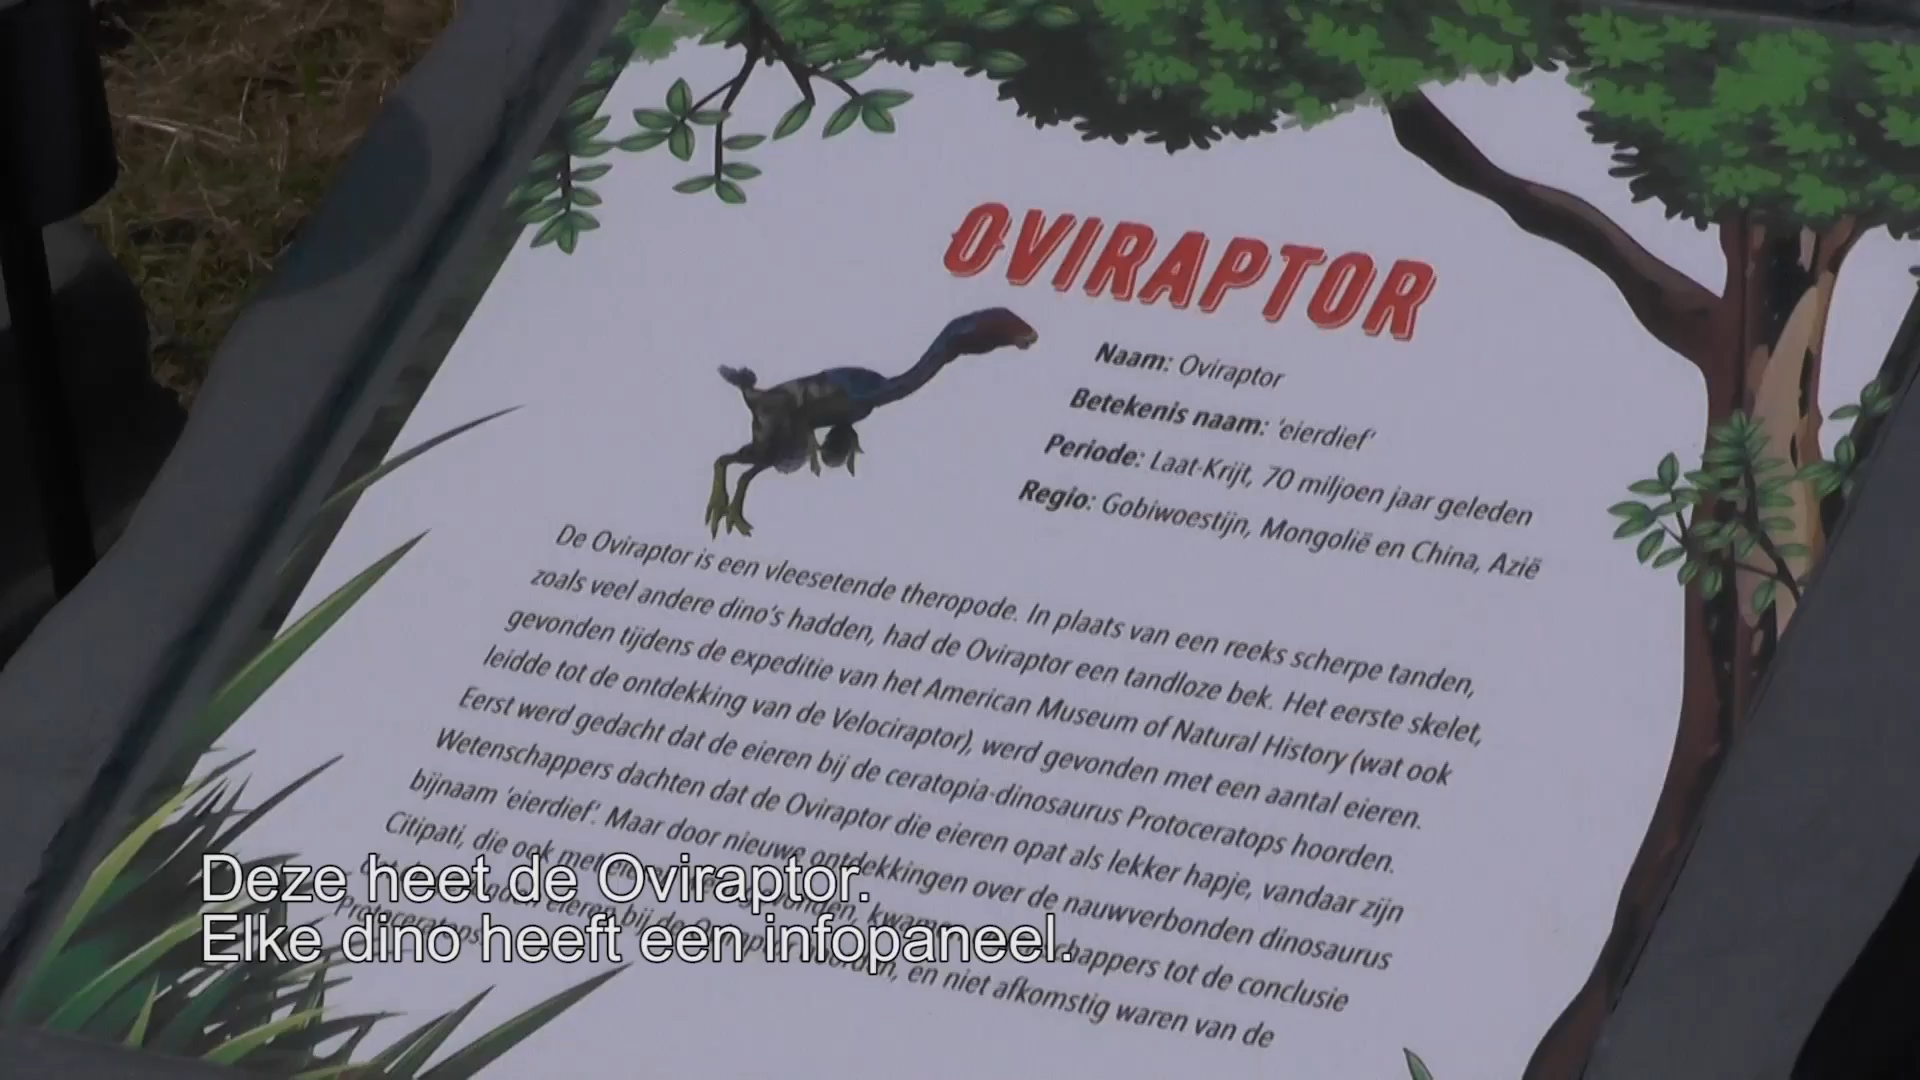 OVIRAPTOR
Naam: Oviraptor
Betekenis naam: 'eierdief'
Periode: Laat-Krijt, 70 miljoen jaar geleden
Regio: Gobiwoestijn, Mongolië en China, Azië
De Oviraptor is een vleesetende theropode. In plaats van een reeks scherpe tanden,
zoals veel andere dino's hadden, had de Oviraptor een tandloze bek. Het eerste skelet,
gevonden tijdens de expeditie van het American Museum of Natural History (wat ook
leidde tot de ontdekking van de Velociraptor), werd gevonden met een aantal eieren.
Eerst werd gedacht dat de eieren bij de ceratopia-dinosaurus Protoceratops hoorden.
Wetenschappers dachten dat de Oviraptor die eieren opat als lekker hapje, vandaar zijn
bijnaam 'eierdief'. Maar door nieuwe ontdekkingen over de nauwverbonden dinosaurus
Citipati, die ook met tot de conclusie
eieren bij de Oviraptor hoorden, en niet afkomstig waren van de
Protoceratops.
Deze heet de Oviraptor.
Elke dino heeft een infopaneel.